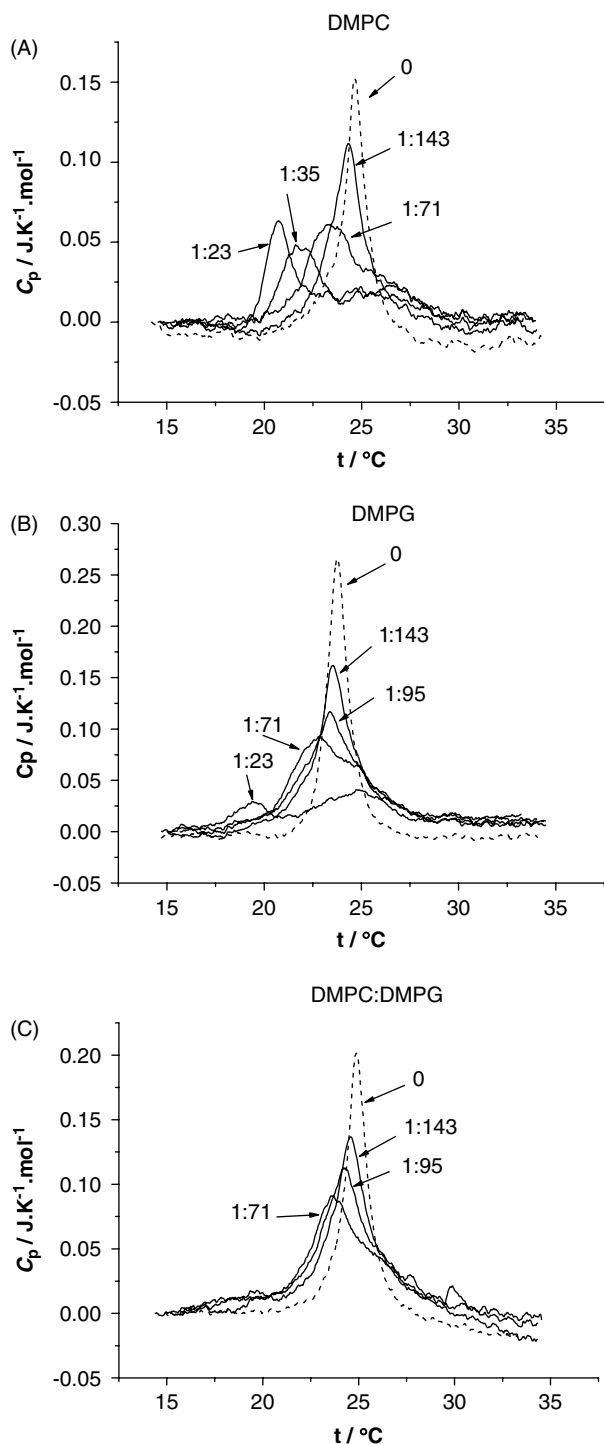 (A)
DMPC
0
1:143
1:35
1:71
1:23
0.15
0.10
0.05
0.00
-0.05
Cp / J.K-1.mol-1
15 20 25 30 35
t / °C
(B)
DMPG
0
1:143
1:95
1:71
1:23
0.30
0.25
0.20
0.15
0.10
0.05
0.00
-0.05
Cp / J.K-1.mol-1
15 20 25 30 35
t / °C
(C)
DMPC:DMPG
0
1:143
1:95
1:71
0.20
0.15
0.10
0.05
0.00
-0.05
Cp / J.K-1.mol-1
15 20 25 30 35
t / °C